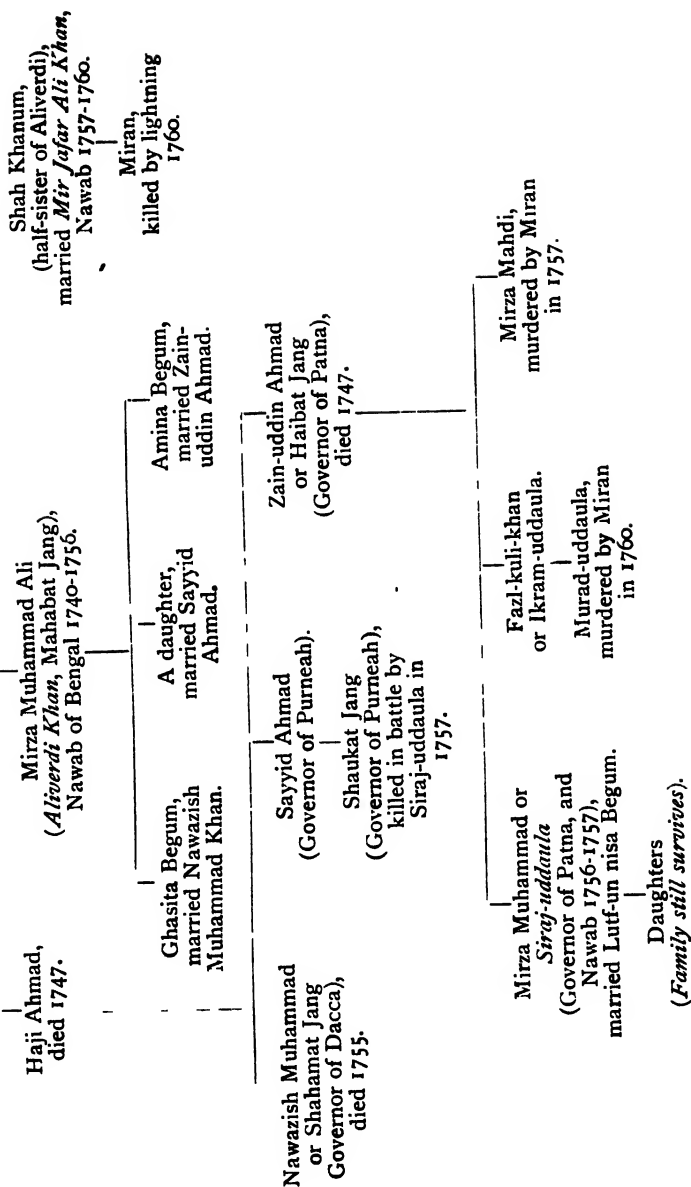 Haji Ahmad,
died 1747.
Mirza Muhammad Ali
(Aliverdi Khan, Mahabat Jang),
Nawab of Bengal 1740-1756.
Shah Khanum,
(half-sister of Aliverdi),
married Mir Jafar Ali Khan,
Nawab 1757-1760.
Miran,
killed by lightning
1760.
Ghasita Begum,
married Nawazish
Muhammad Khan.
A daughter,
married Sayyid
Ahmad.
Amina Begum,
married Zain-
uddin Ahmad.
Nawazish Muhammad
or Shahamat Jang
Governor of Dacca),
died 1755.
Sayyid Ahmad
(Governor of Purneah).
Shaukat Jang
(Governor of Purneah),
killed in battle by
Siraj-uddaula in
1757.
Zain-uddin Ahmad
or Haibat Jang
(Governor of Patna),
died 1747.
Mirza Muhammad or
Siraj-uddaula
(Governor of Patna, and
Nawab 1756-1757),
married Lutf-un nisa Begum.
Daughters
(Family still survives).
Fazl-kuli-khan
or Ikram-uddaula.
Murad-uddaula,
murdered by Miran
in 1760.
Mirza Mahdi,
murdered by Miran
in 1757.